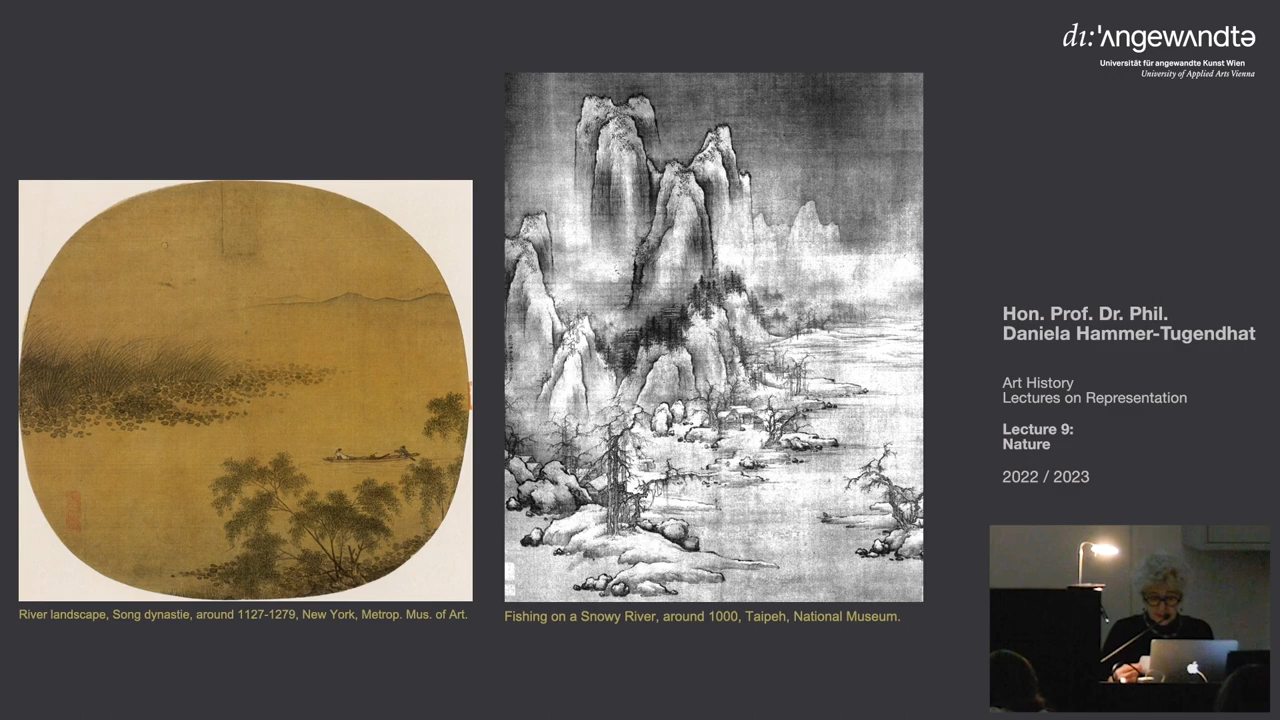 dı:ˈʌngewʌndtə
Universität für angewandte Kunst Wien
University of Applied Arts Vienna
River landscape, Song dynastie, around 1127-1279, New York, Metrop. Mus. of Art.
Fishing on a Snowy River, around 1000, Taipeh, National Museum.
Hon. Prof. Dr. Phil.
Daniela Hammer-Tugendhat
Art History
Lectures on Representation
Lecture 9:
Nature
2022 / 2023